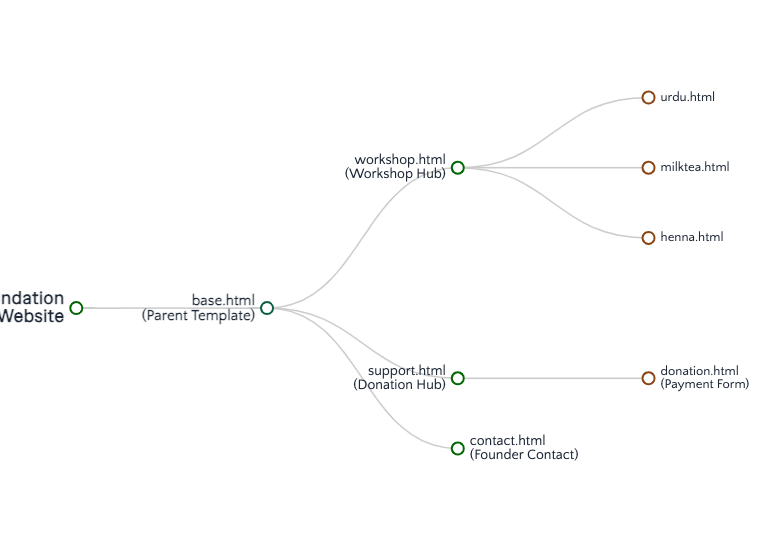 Website
base.html
(Parent Template)
workshop.html
(Workshop Hub)
urdu.html
milktea.html
henna.html
support.html
(Donation Hub)
donation.html
(Payment Form)
contact.html
(Founder Contact)